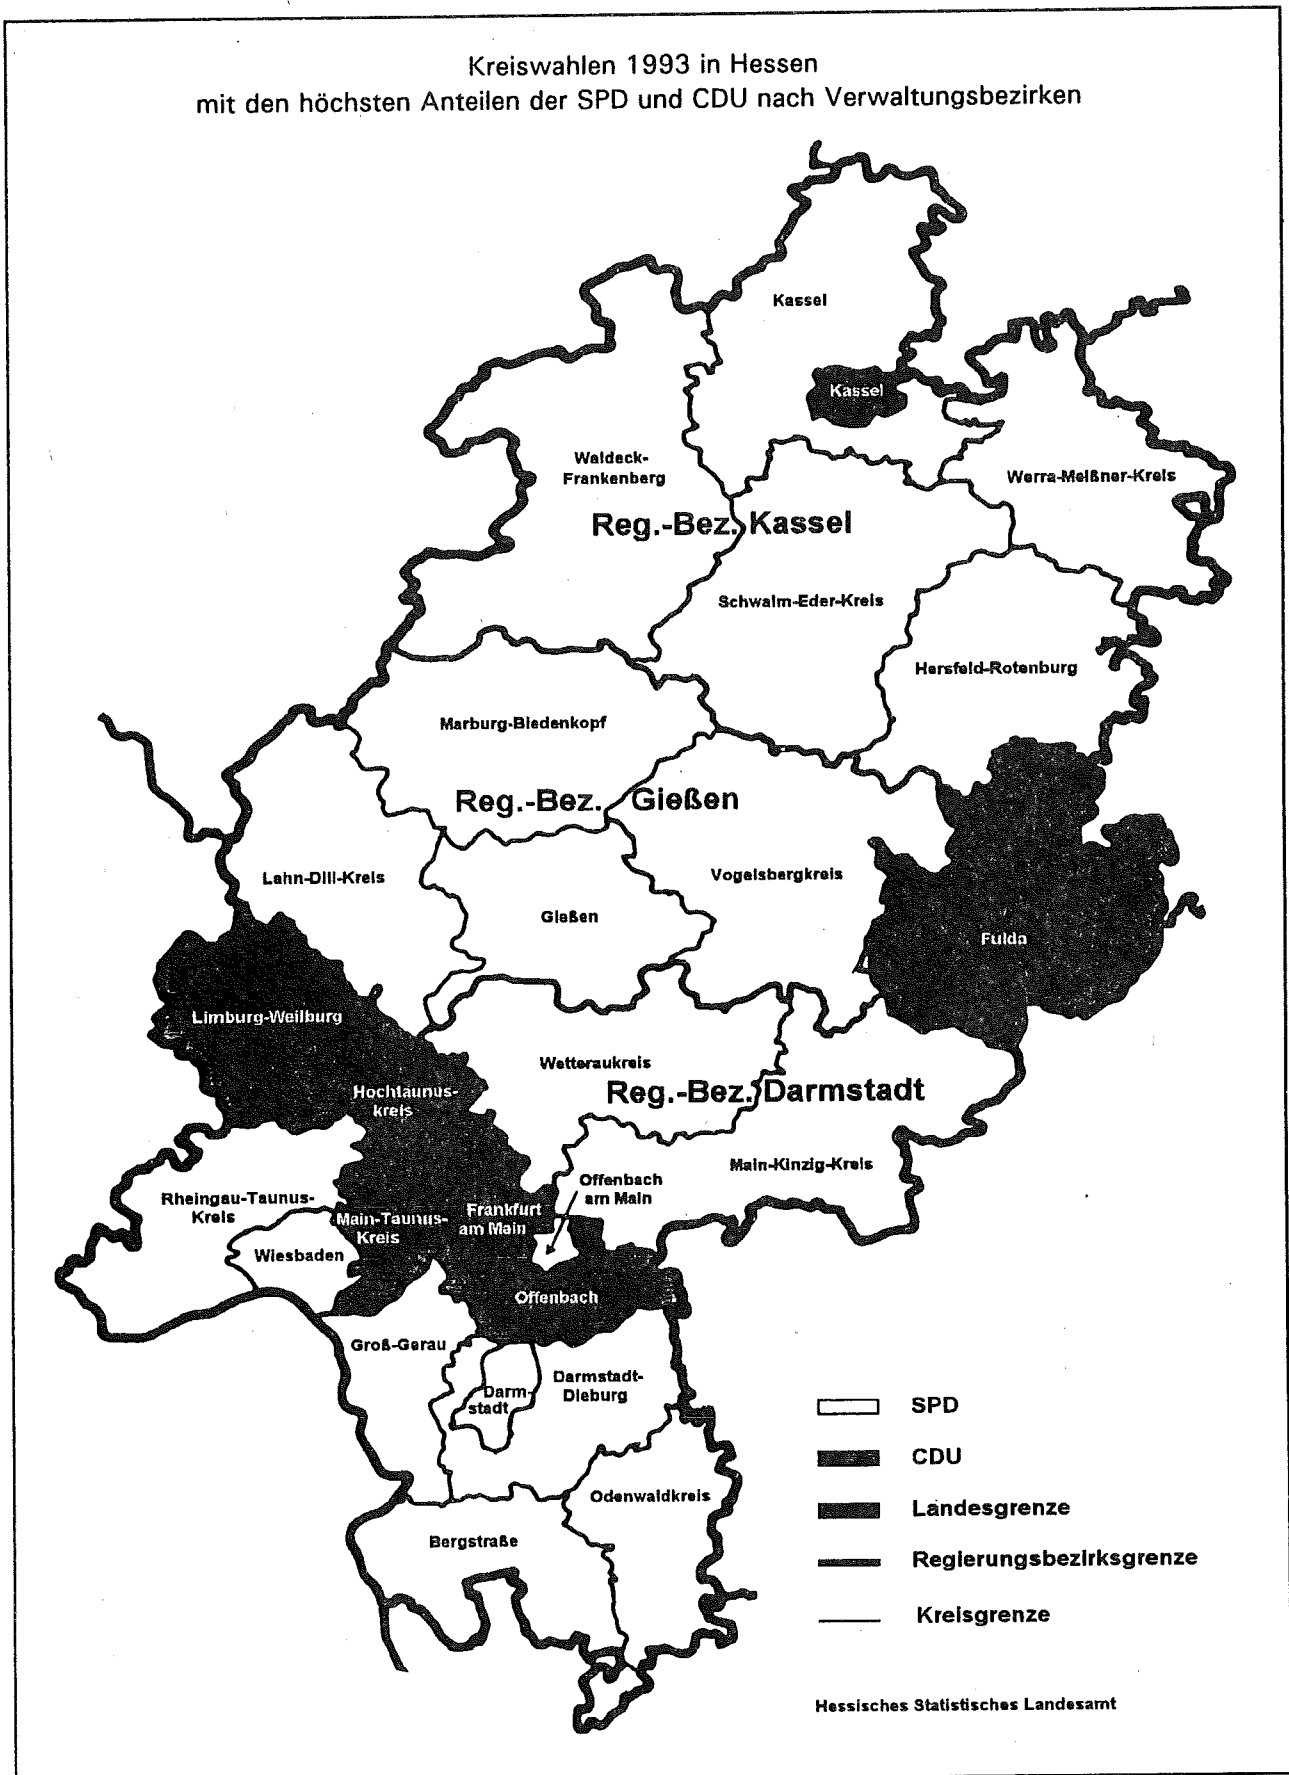 Kreiswahlen 1993 in Hessen
mit den höchsten Anteilen der SPD und CDU nach Verwaltungsbezirken
Kassel
Kassel
Waldeck-
Frankenberg
Werra-Meißner-Kreis
Reg.-Bez. Kassel
Schwalm-Eder-Kreis
Hersfeld-Rotenburg
Marburg-Biedenkopf
Reg.-Bez. Gießen
Lahn-Dill-Kreis
Vogelsbergkreis
Gießen
Fulda
Limburg-Weilburg
Wetteraukreis
Hochtaunus-
kreis
Reg.-Bez. Darmstadt
Main-Kinzig-Kreis
Offenbach
am Main
Rheingau-Taunus-
Kreis
Main-Taunus-
Kreis
Frankfurt
am Main
Wiesbaden
Offenbach
Groß-Gerau
Darm-
stadt
Darmstadt-
Dieburg
Odenwaldkreis
Bergstraße
SPD
CDU
Landesgrenze
Regierungsbezirksgrenze
Kreisgrenze
Hessisches Statistisches Landesamt